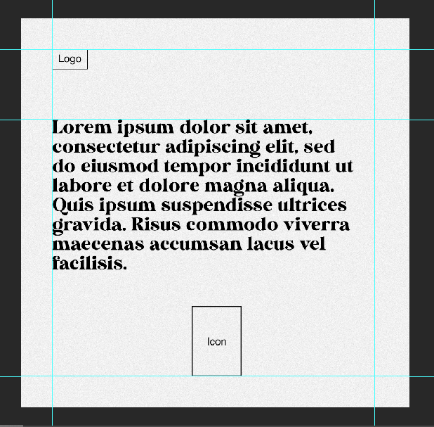 Logo
Lorem ipsum dolor sit amet,
consectetur adipiscing elit, sed
do eiusmod tempor incididunt ut
labore et dolore magna aliqua.
Quis ipsum suspendisse ultrices
gravida. Risus commodo viverra
maecenas accumsan lacus vel
facilisis.
Icon